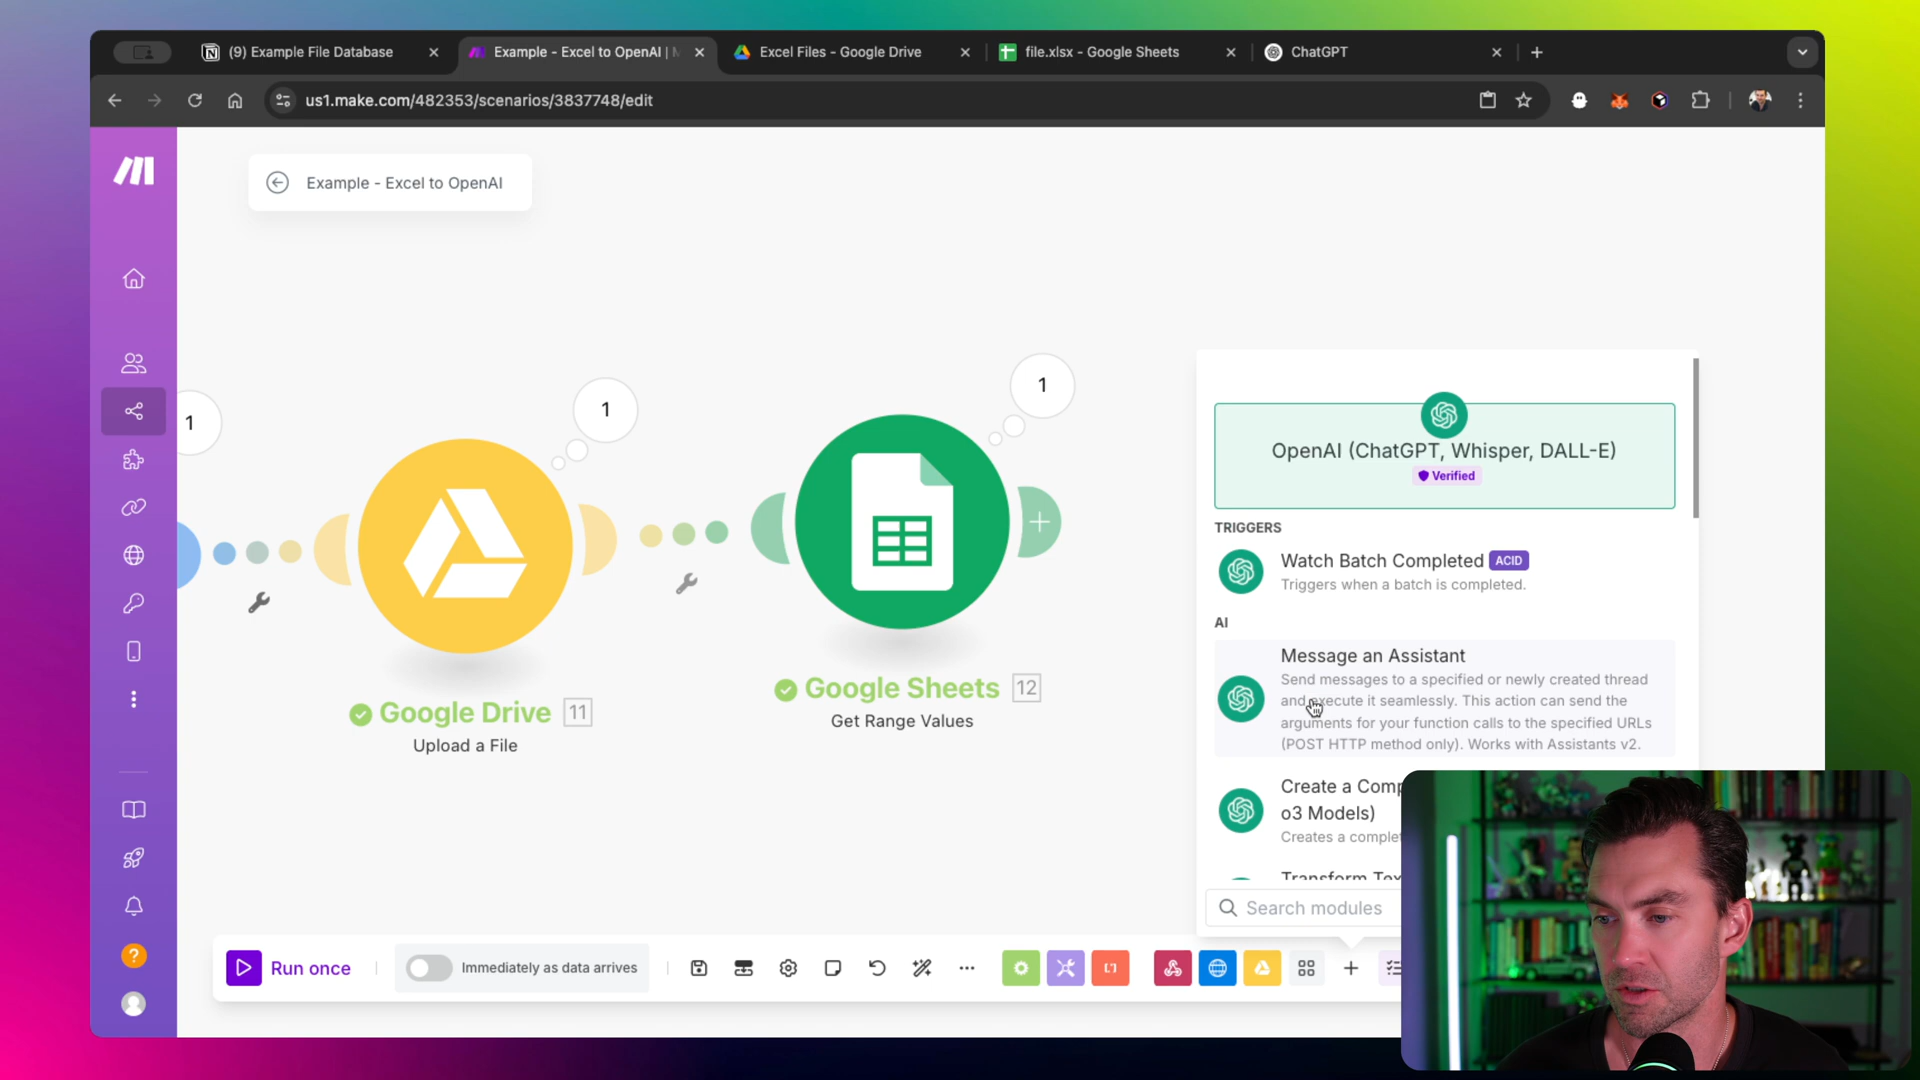 (9) Example File Database
Example - Excel to OpenAI | M
Excel Files - Google Drive
file.xlsx - Google Sheets
ChatGPT
us1.make.com/482353/scenarios/3837748/edit
Example - Excel to OpenAI
1
1
1
Google Drive 11
Upload a File
Google Sheets 12
Get Range Values
OpenAI (ChatGPT, Whisper, DALL-E)
Verified
TRIGGERS
Watch Batch Completed ACID
Triggers when a batch is completed.
AI
Message an Assistant
Send messages to a specified or newly created thread
and execute it seamlessly. This action can send the
arguments for your function calls to the specified URLs
(POST HTTP method only). Works with Assistants v2.
Create a Comp
o3 Models)
Creates a complet
Transform Tex
Search modules
Run once
Immediately as data arrives